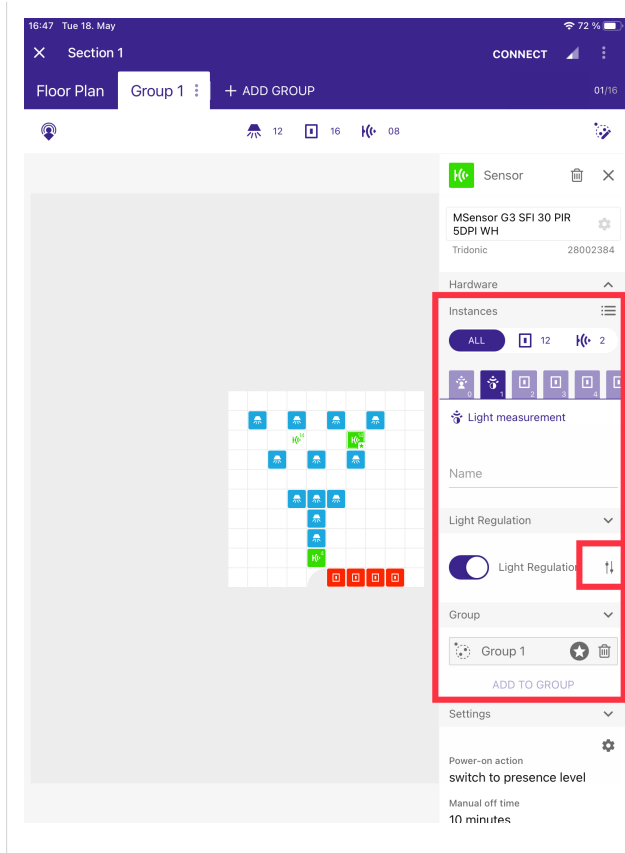 16:47 Tue 18. May 72 %
Section 1 CONNECT
Floor Plan Group 1 + ADD GROUP 01/16
12 16 08
Sensor
MSensor G3 SFI 30 PIR
5DPI WH
Tridonic 28002384
Hardware
Instances
ALL 12 2
0 1 2 3 4
Light measurement
Name
Light Regulation
Light Regulation
Group
Group 1
ADD TO GROUP
Settings
Power-on action
switch to presence level
Manual off time
10 minutes